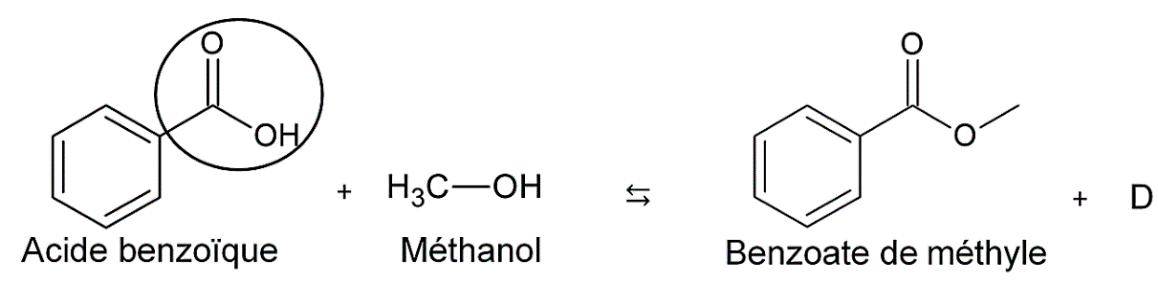 O
OH
O
O
+
H₃C—OH
⇆
+
D
Acide benzoïque
Méthanol
Benzoate de méthyle